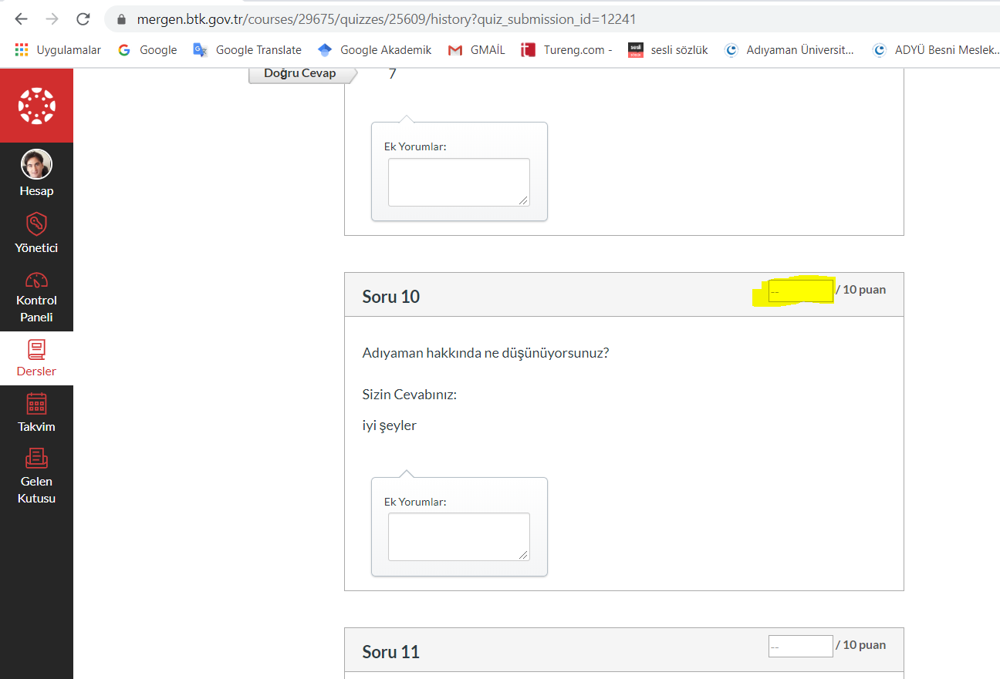 mergen.btk.gov.tr/courses/29675/quizzes/25609/history?quiz_submission_id=12241
Uygulamalar Google Google Translate Google Akademik GMAİL Tureng.com - sesli sözlük Adıyaman Üniversit... ADYÜ Besni Meslek...
Doğru Cevap 7
Ek Yorumlar:
Hesap
Yönetici
Kontrol
Paneli
Dersler
Takvim
Gelen
Kutusu
Soru 10 -- / 10 puan
Adıyaman hakkında ne düşünüyorsunuz?
Sizin Cevabınız:
iyi şeyler
Ek Yorumlar:
Soru 11 -- / 10 puan